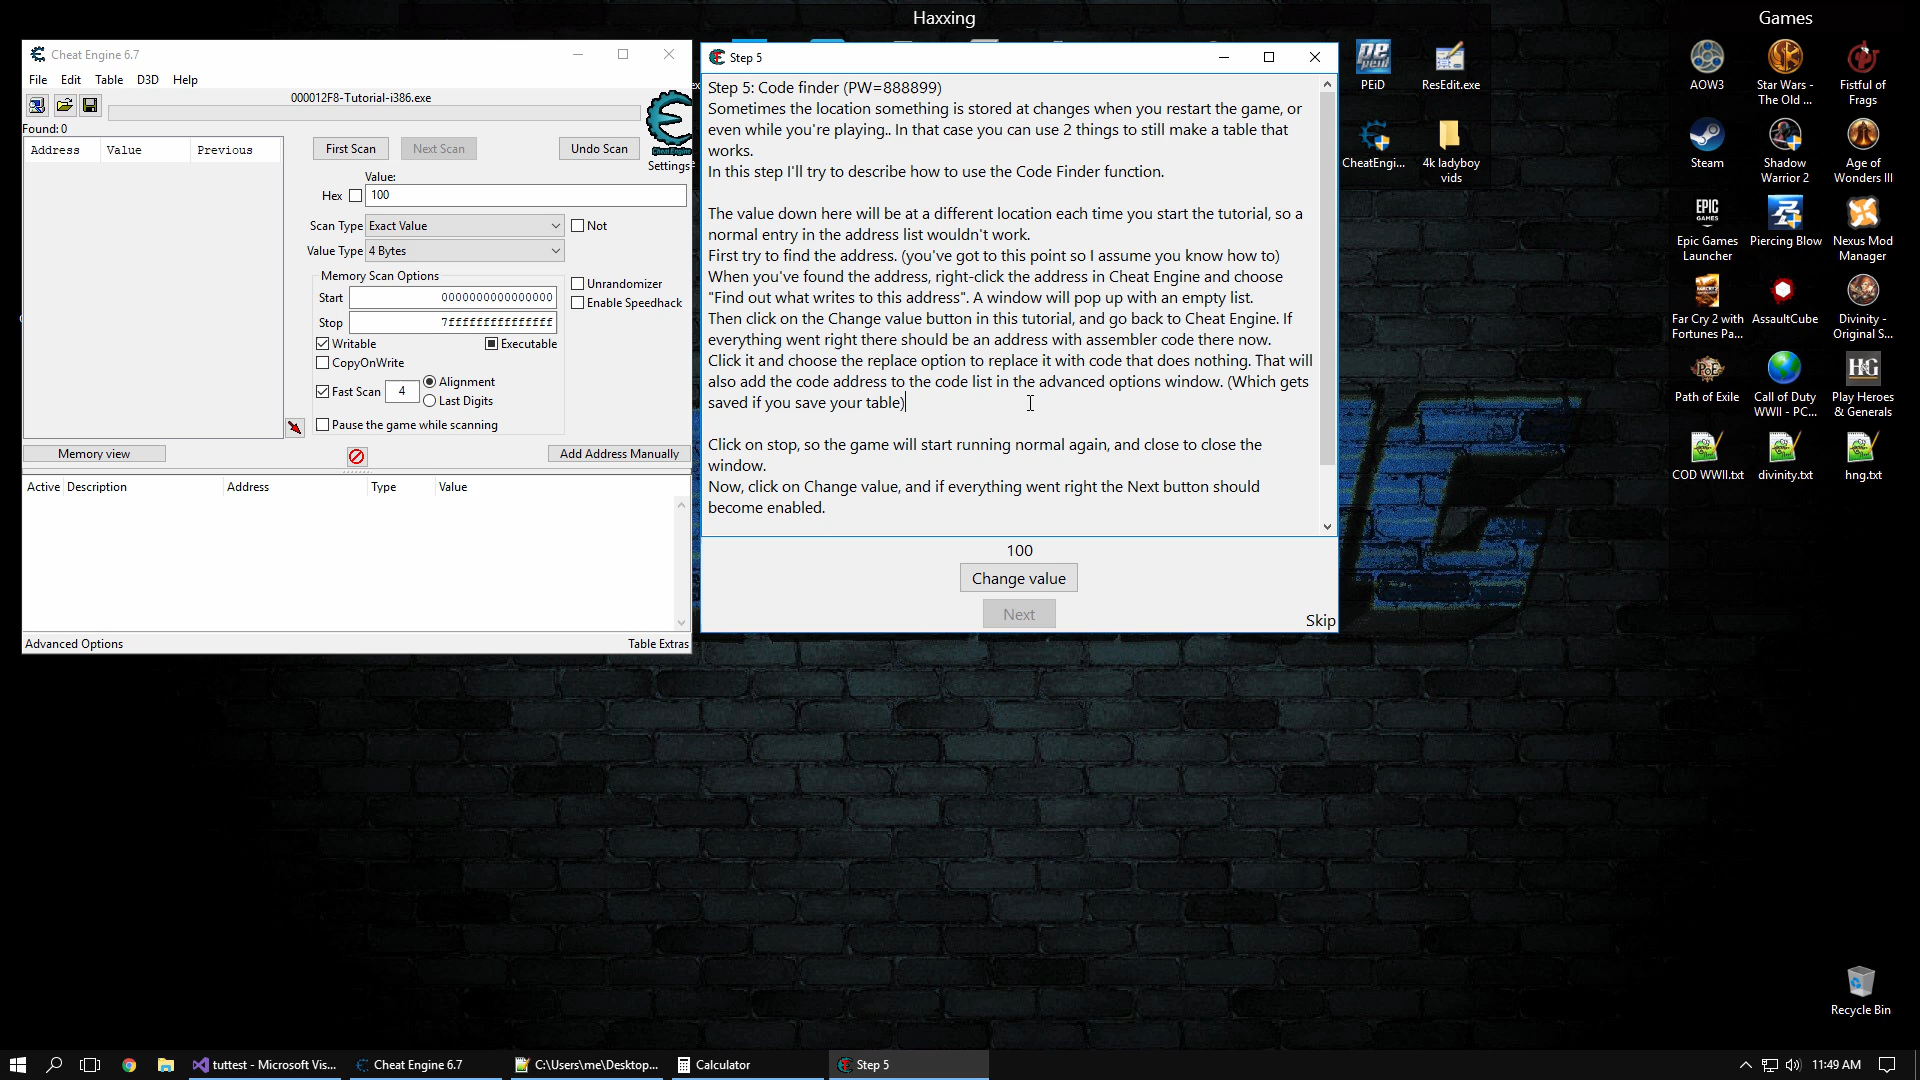 Haxxing
Games
Cheat Engine 6.7
File Edit Table D3D Help
000012F8-Tutorial-i386.exe
Found: 0
Address Value Previous
First Scan Next Scan Undo Scan
Settings
Value:
Hex 100
Scan Type Exact Value Not
Value Type 4 Bytes
Memory Scan Options
Start 0000000000000000
Stop 7fffffffffffffff
Unrandomizer
Enable Speedhack
Writable Executable
CopyOnWrite
Fast Scan 4 Alignment
Last Digits
Pause the game while scanning
Memory view Add Address Manually
Active Description Address Type Value
Advanced Options Table Extras
Step 5
Step 5: Code finder (PW=888899)
Sometimes the location something is stored at changes when you restart the game, or
even while you're playing.. In that case you can use 2 things to still make a table that
works.
In this step I'll try to describe how to use the Code Finder function.
The value down here will be at a different location each time you start the tutorial, so a
normal entry in the address list wouldn't work.
First try to find the address. (you've got to this point so I assume you know how to)
When you've found the address, right-click the address in Cheat Engine and choose
"Find out what writes to this address". A window will pop up with an empty list.
Then click on the Change value button in this tutorial, and go back to Cheat Engine. If
everything went right there should be an address with assembler code there now.
Click it and choose the replace option to replace it with code that does nothing. That will
also add the code address to the code list in the advanced options window. (Which gets
saved if you save your table)
Click on stop, so the game will start running normal again, and close to close the
window.
Now, click on Change value, and if everything went right the Next button should
become enabled.
100
Change value
Next
Skip
PEiD
ResEdit.exe
CheatEngi...
4k ladyboy
vids
AOW3
Star Wars -
The Old ...
Fistful of
Frags
Steam
Shadow
Warrior 2
Age of
Wonders III
EPIC
GAMES
Epic Games
Launcher
Piercing Blow
Nexus Mod
Manager
Far Cry 2 with
Fortunes Pa...
AssaultCube
Divinity -
Original S...
Path of Exile
Call of Duty
WWII - PC...
H&G
Play Heroes
& Generals
COD WWII.txt
divinity.txt
hng.txt
Recycle Bin
tuttest - Microsoft Vis...
Cheat Engine 6.7
C:\Users\me\Desktop...
Calculator
Step 5
11:49 AM